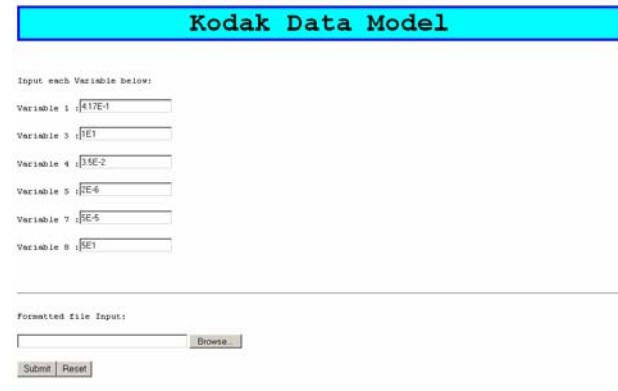 Kodak Data Model
Input each Variable below:
Variable 1 :4.17E-1
Variable 3 :1E1
Variable 4 :3.5E-2
Variable 5 :2E-6
Variable 7 :5E-5
Variable 8 :5E1
Formatted file Input:
Browse...
Submit Reset